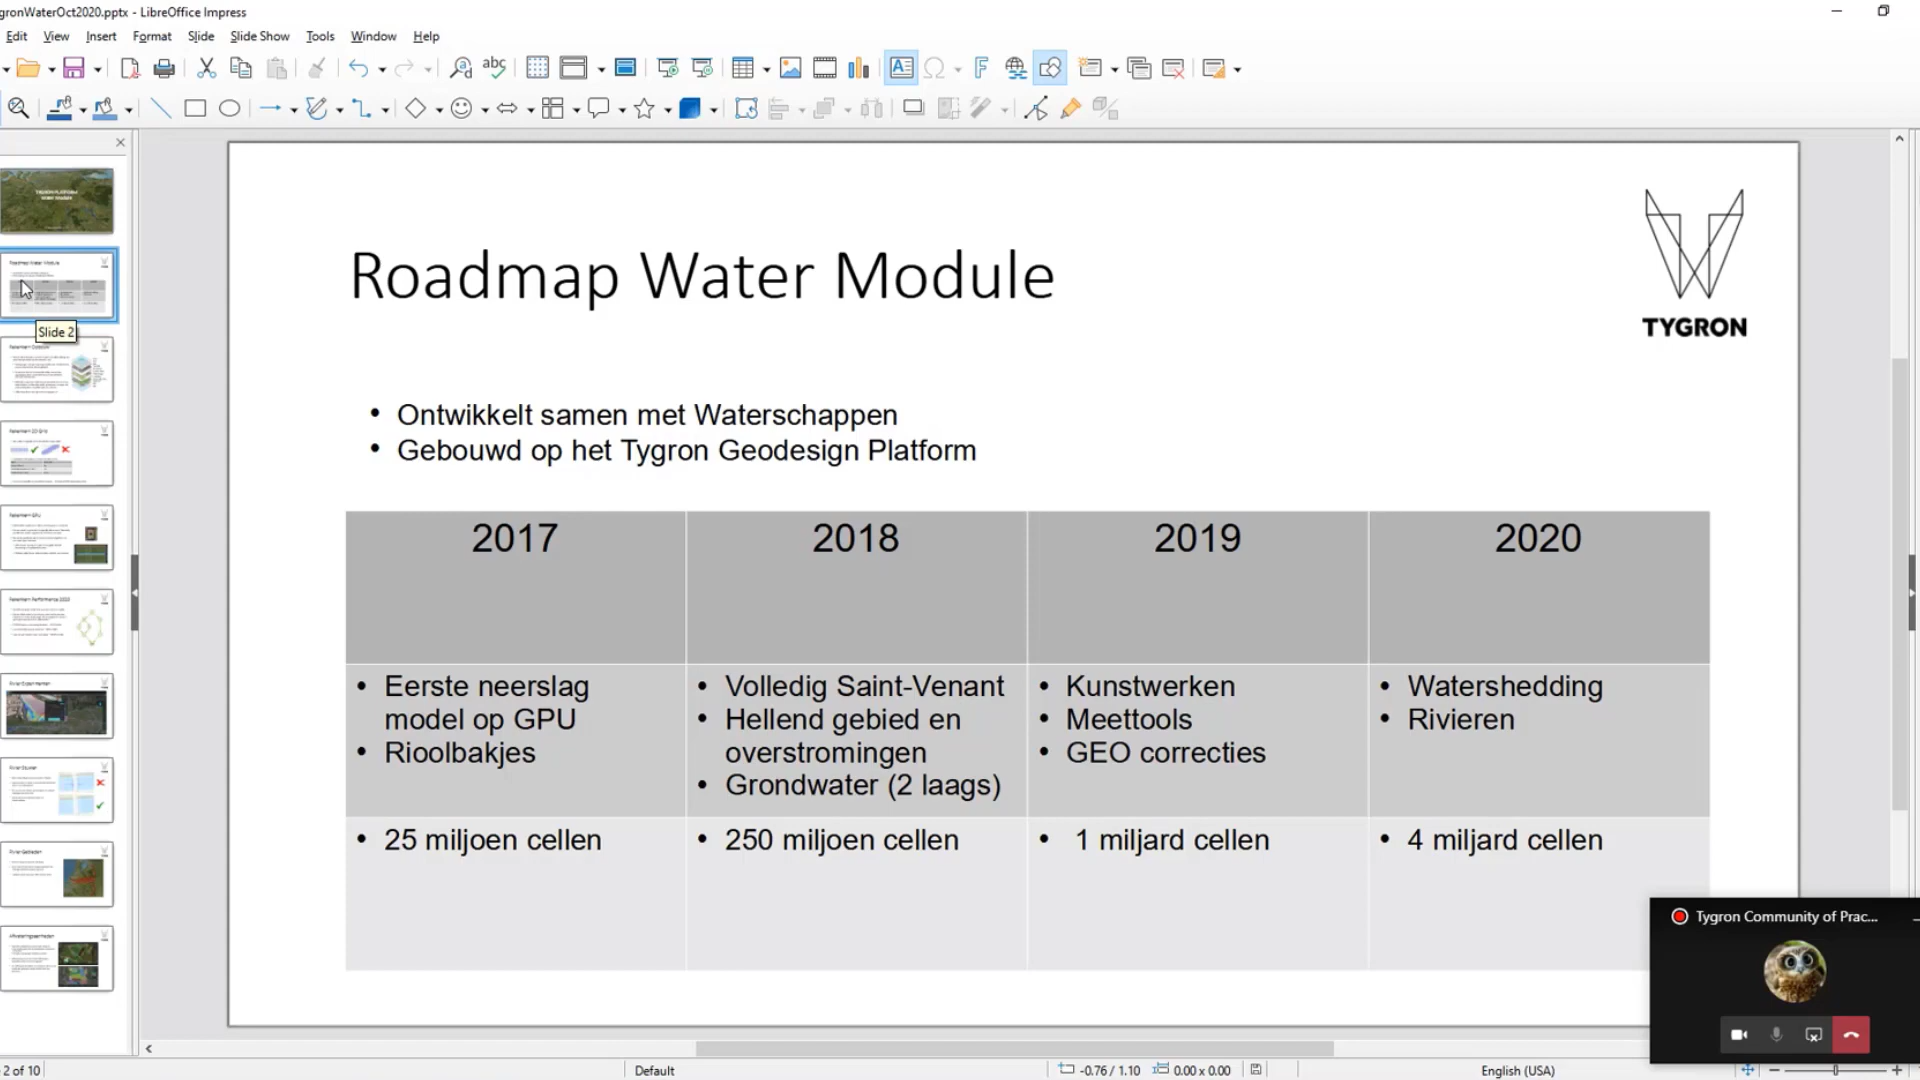 gronWaterOct2020.pptx - LibreOffice Impress
Edit View Insert Format Slide Slide Show Tools Window Help
Slide 2
Roadmap Water Module
TYGRON
• Ontwikkelt samen met Waterschappen
• Gebouwd op het Tygron Geodesign Platform
2017 2018 2019 2020
• Eerste neerslag model op GPU
• Rioolbakjes
• Volledig Saint-Venant
• Hellend gebied en overstromingen
• Grondwater (2 laags)
• Kunstwerken
• Meettools
• GEO correcties
• Watershedding
• Rivieren
• 25 miljoen cellen
• 250 miljoen cellen
• 1 miljard cellen
• 4 miljard cellen
Tygron Community of Prac...
2 of 10
Default
-0.76 / 1.10
0.00 x 0.00
English (USA)